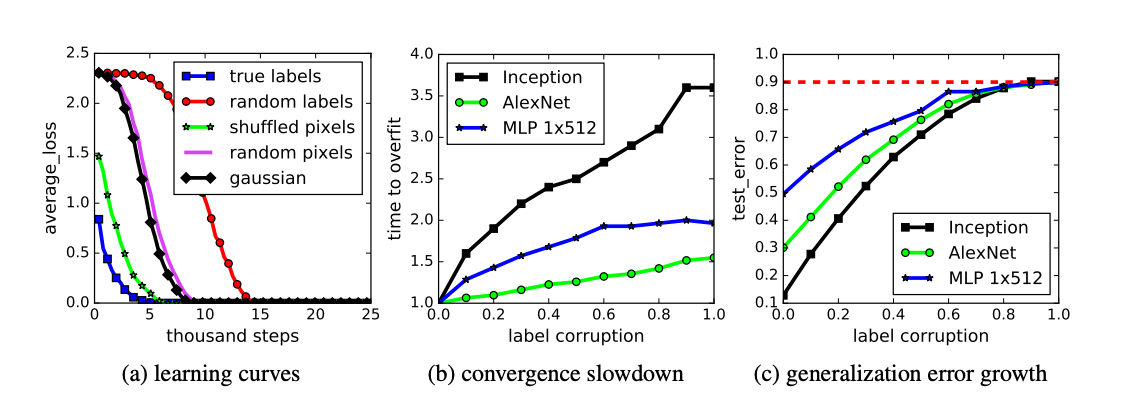 2.5
2.0
1.5
1.0
0.5
0.0
0 5 10 15 20 25
average_loss
thousand steps
true labels
random labels
shuffled pixels
random pixels
gaussian
(a) learning curves
4.0
3.5
3.0
2.5
2.0
1.5
1.0
0.0 0.2 0.4 0.6 0.8 1.0
time to overfit
label corruption
Inception
AlexNet
MLP 1x512
(b) convergence slowdown
1.0
0.9
0.8
0.7
0.6
0.5
0.4
0.3
0.2
0.1
0.0 0.2 0.4 0.6 0.8 1.0
test_error
label corruption
Inception
AlexNet
MLP 1x512
(c) generalization error growth